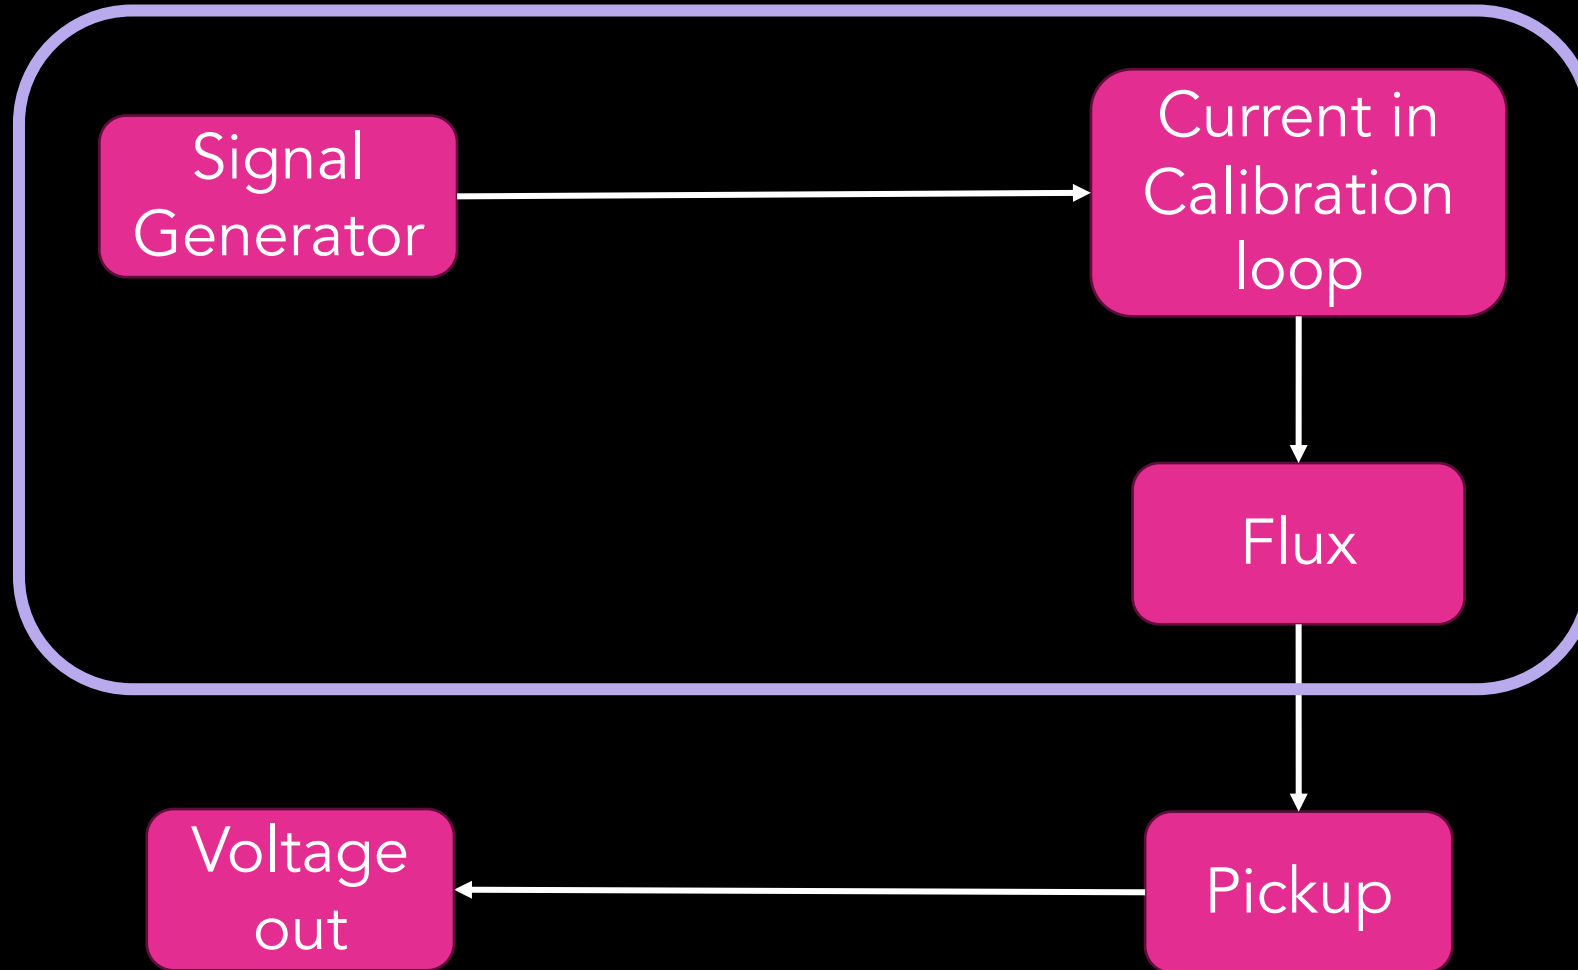 Signal
Generator
Current in
Calibration
loop
Flux
Pickup
Voltage
out